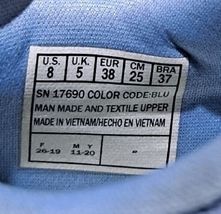 U.S. U.K. EUR CM BRA
8 5 38 25 37
SN 17690 COLOR CODE:BLU
MAN MADE AND TEXTILE UPPER
MADE IN VIETNAM/HECHO EN VIETNAM
F M Y
26-19 11-20 "